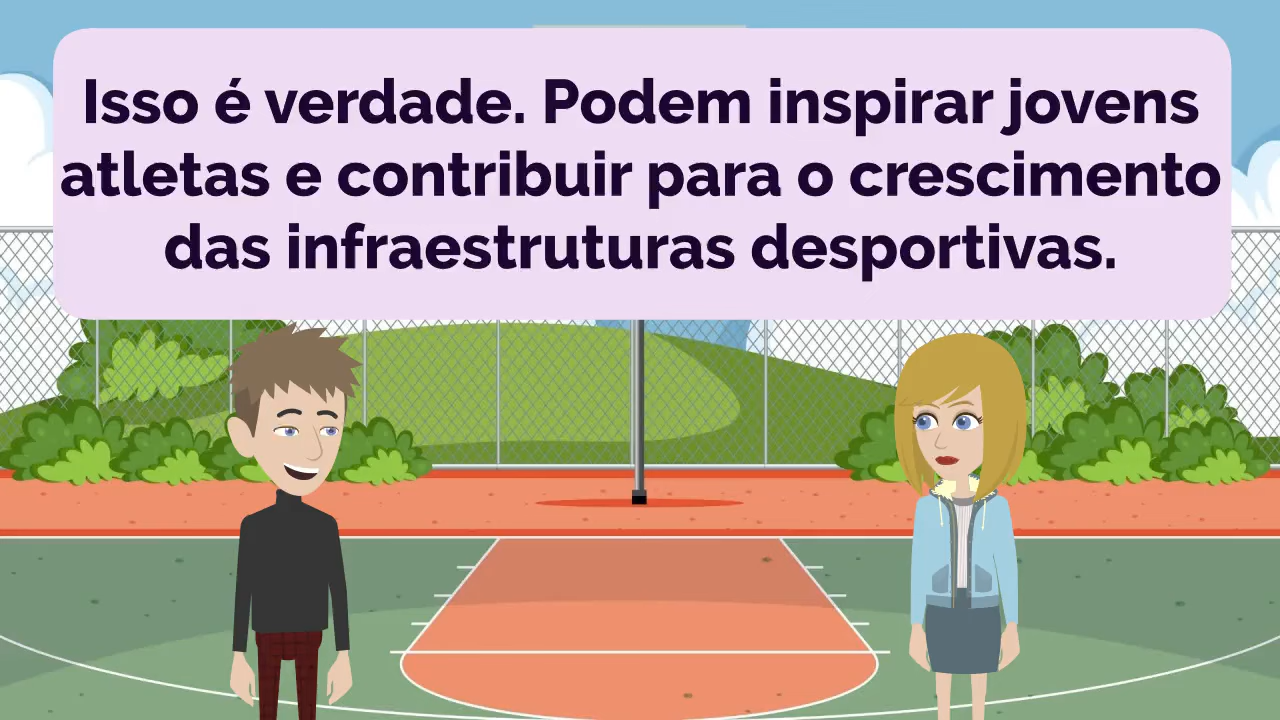 Isso é verdade. Podem inspirar jovens
atletas e contribuir para o crescimento
das infraestruturas desportivas.